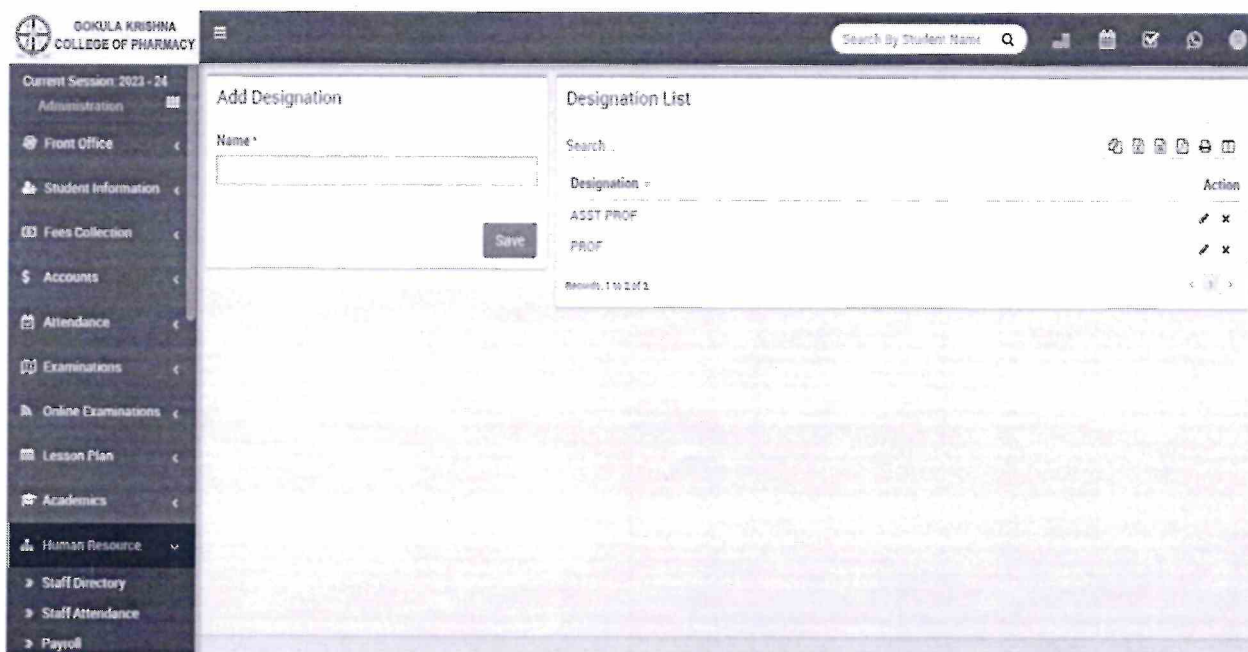 GOKULA KRISHNA
COLLEGE OF PHARMACY
Search By Student Name
Current Session: 2023 - 24
Administration
Front Office
Student Information
Fees Collection
Accounts
Attendance
Examinations
Online Examinations
Lesson Plan
Academics
Human Resource
Staff Directory
Staff Attendance
Payroll
Add Designation
Name *
Save
Designation List
Search...
Designation
Action
ASST PROF
PROF
Records: 1 to 2 of 2
1